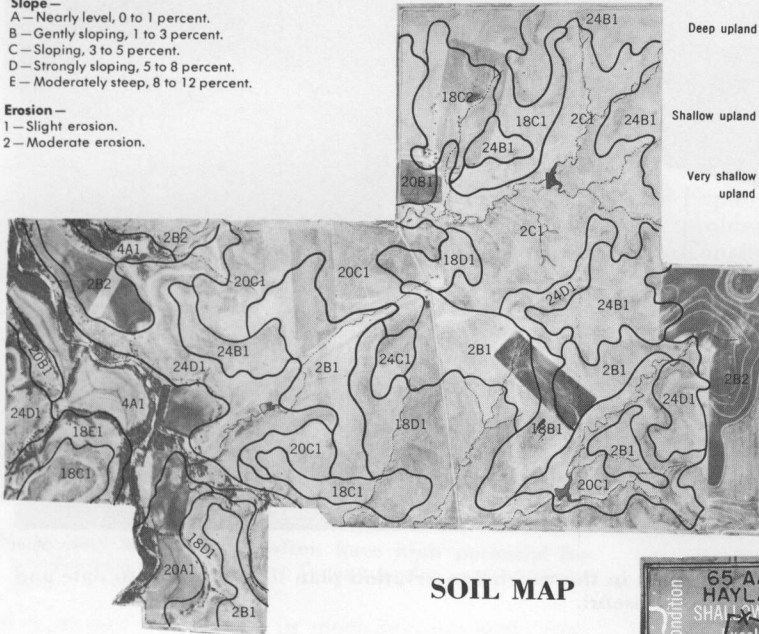 Slope—
A—Nearly level, 0 to 1 percent.
B—Gently sloping, 1 to 3 percent.
C—Sloping, 3 to 5 percent.
D—Strongly sloping, 5 to 8 percent.
E—Moderately steep, 8 to 12 percent.
Erosion—
1—Slight erosion.
2—Moderate erosion.
Deep upland
Shallow upland
Very shallow
upland
24B1
18C2
18C1
2C1
24B1
24B1
20B1
2C1
2B2
4A1
18D1
20C1
20C1
2B2
24D1
24B1
24B1
24D1
2B1
24C1
2B1
2B1
20B1
24D1
2B2
24D1
4A1
18E1
18D1
18B1
2B1
20C1
18C1
18C1
20C1
18D1
20A1
2B1
SOIL MAP
65 A.
HAYLA
SHALLOW
ndition